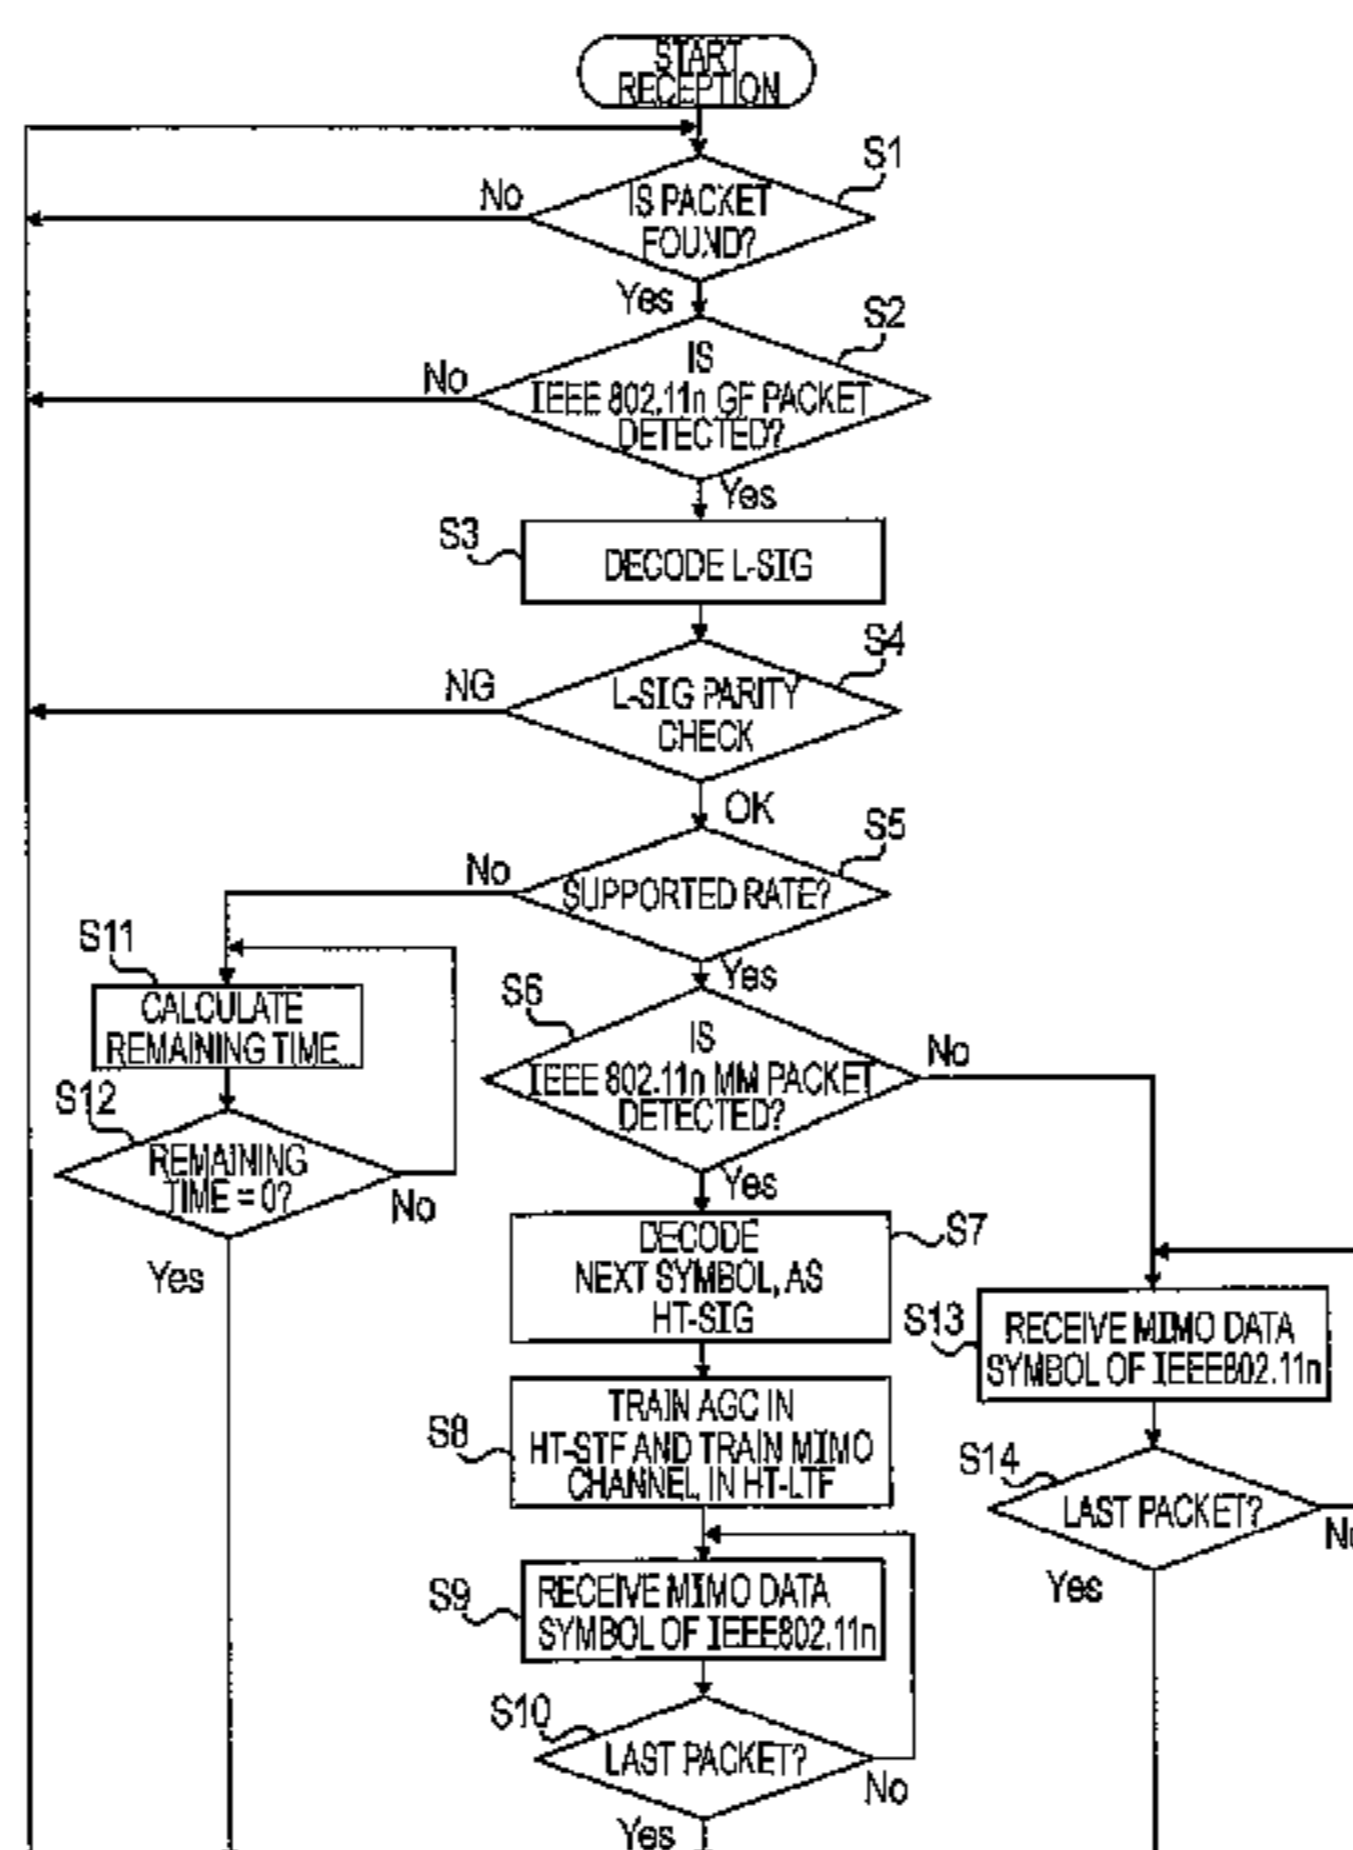 START
RECEPTION
S1
No
IS PACKET
FOUND?
Yes
S2
No
IS
IEEE 802.11n GF PACKET
DETECTED?
Yes
S3
DECODE L-SIG
S4
NG
L-SIG PARITY
CHECK
OK
S5
No
SUPPORTED RATE?
Yes
S11
CALCULATE
REMAINING TIME
S12
REMAINING
TIME = 0?
No
Yes
S6
IS
IEEE 802.11n MM PACKET
DETECTED?
No
Yes
S7
DECODE
NEXT SYMBOL, AS
HT-SIG
S13
RECEIVE MIMO DATA
SYMBOL OF IEEE802.11n
S8
TRAIN AGC IN
HT-STF AND TRAIN MIMO
CHANNEL IN HT-LTF
S14
LAST PACKET?
No
Yes
S9
RECEIVE MIMO DATA
SYMBOL OF IEEE802.11n
S10
LAST PACKET?
No
Yes